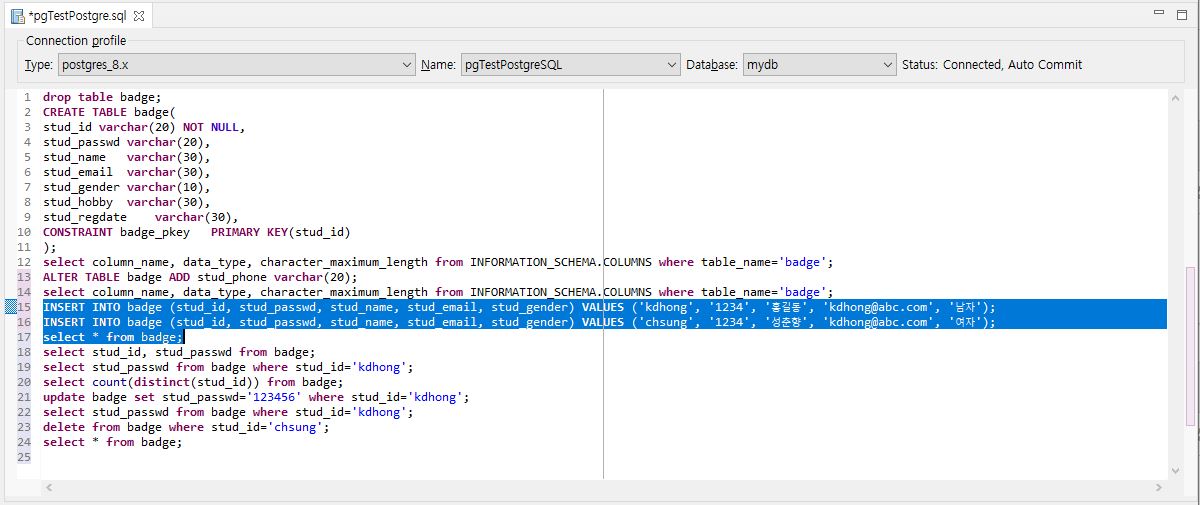 *pgTestPostgre.sql
Connection profile
Type: postgres_8.x Name: pgTestPostgreSQL Database: mydb Status: Connected, Auto Commit
1 drop table badge;
2 CREATE TABLE badge(
3 stud_id varchar(20) NOT NULL,
4 stud_passwd varchar(20),
5 stud_name varchar(30),
6 stud_email varchar(30),
7 stud_gender varchar(10),
8 stud_hobby varchar(30),
9 stud_regdate varchar(30),
10 CONSTRAINT badge_pkey PRIMARY KEY(stud_id)
11 );
12 select column_name, data_type, character_maximum_length from INFORMATION_SCHEMA.COLUMNS where table_name='badge';
13 ALTER TABLE badge ADD stud_phone varchar(20);
14 select column_name, data_type, character_maximum_length from INFORMATION_SCHEMA.COLUMNS where table_name='badge';
15 INSERT INTO badge (stud_id, stud_passwd, stud_name, stud_email, stud_gender) VALUES ('kdhong', '1234', '홍길동', 'kdhong@abc.com', '남자');
16 INSERT INTO badge (stud_id, stud_passwd, stud_name, stud_email, stud_gender) VALUES ('chsung', '1234', '성춘향', 'kdhong@abc.com', '여자');
17 select * from badge;
18 select stud_id, stud_passwd from badge;
19 select stud_passwd from badge where stud_id='kdhong';
20 select count(distinct(stud_id)) from badge;
21 update badge set stud_passwd='123456' where stud_id='kdhong';
22 select stud_passwd from badge where stud_id='kdhong';
23 delete from badge where stud_id='chsung';
24 select * from badge;
25